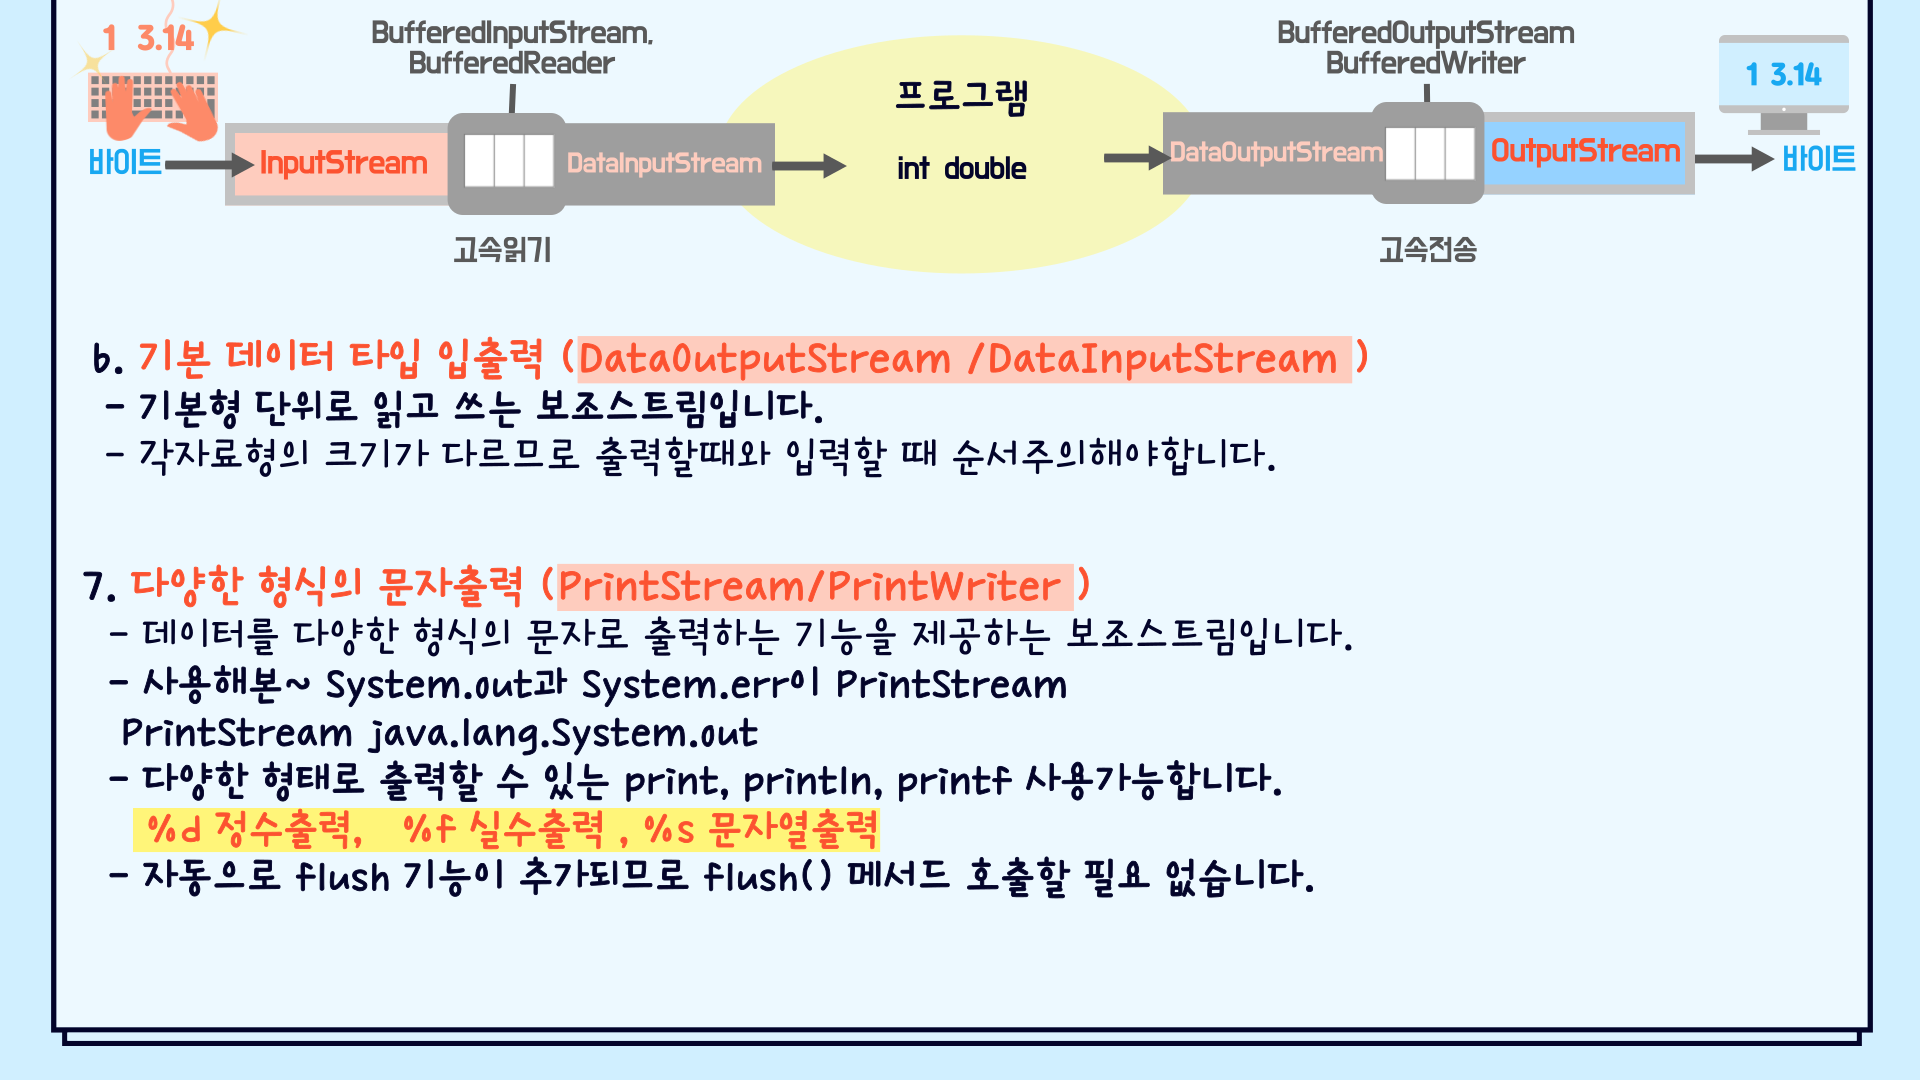 1 3.14
BufferedInputStream,
BufferedReader
프로그램
BufferedOutputStream
BufferedWriter
1 3.14
바이트
InputStream
DataInputStream
int double
DataOutputStream
OutputStream
바이트
고속읽기
고속전송
6. 기본 데이터 타입 입출력 (DataOutputStream /DataInputStream )
- 기본형 단위로 읽고 쓰는 보조스트림입니다.
- 각자료형의 크기가 다르므로 출력할때와 입력할 때 순서주의해야합니다.
7. 다양한 형식의 문자출력 (PrintStream/PrintWriter )
- 데이터를 다양한 형식의 문자로 출력하는 기능을 제공하는 보조스트림입니다.
- 사용해본~ System.out과 System.err이 PrintStream
PrintStream java.lang.System.out
- 다양한 형태로 출력할 수 있는 print, println, printf 사용가능합니다.
%d 정수출력, %f 실수출력 , %s 문자열출력
- 자동으로 flush 기능이 추가되므로 flush() 메서드 호출할 필요 없습니다.